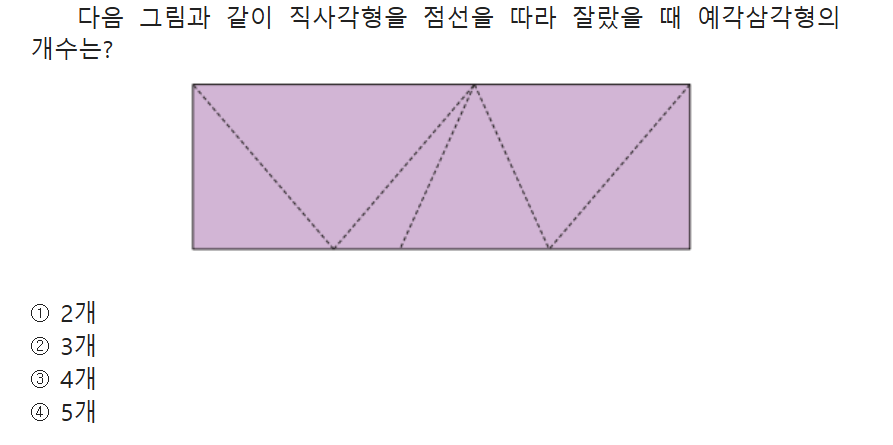 다음 그림과 같이 직사각형을 점선을 따라 잘랐을 때 예각삼각형의
개수는?
① 2개
② 3개
③ 4개
④ 5개